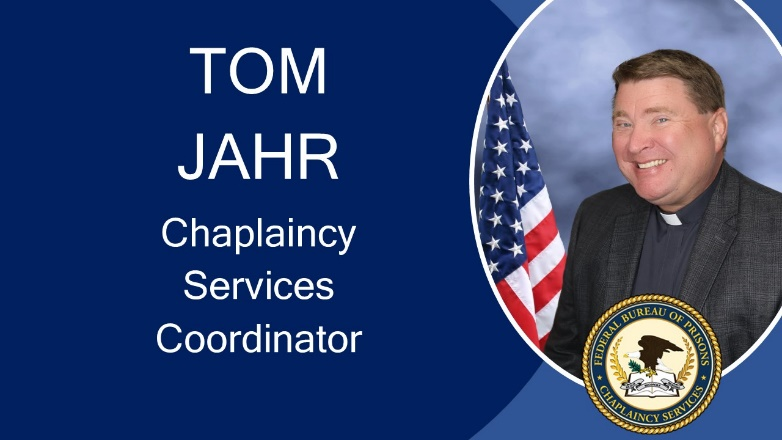 TOM
JAHR
Chaplaincy
Services
Coordinator
FEDERAL BUREAU OF PRISONS
CHAPLAINCY SERVICES